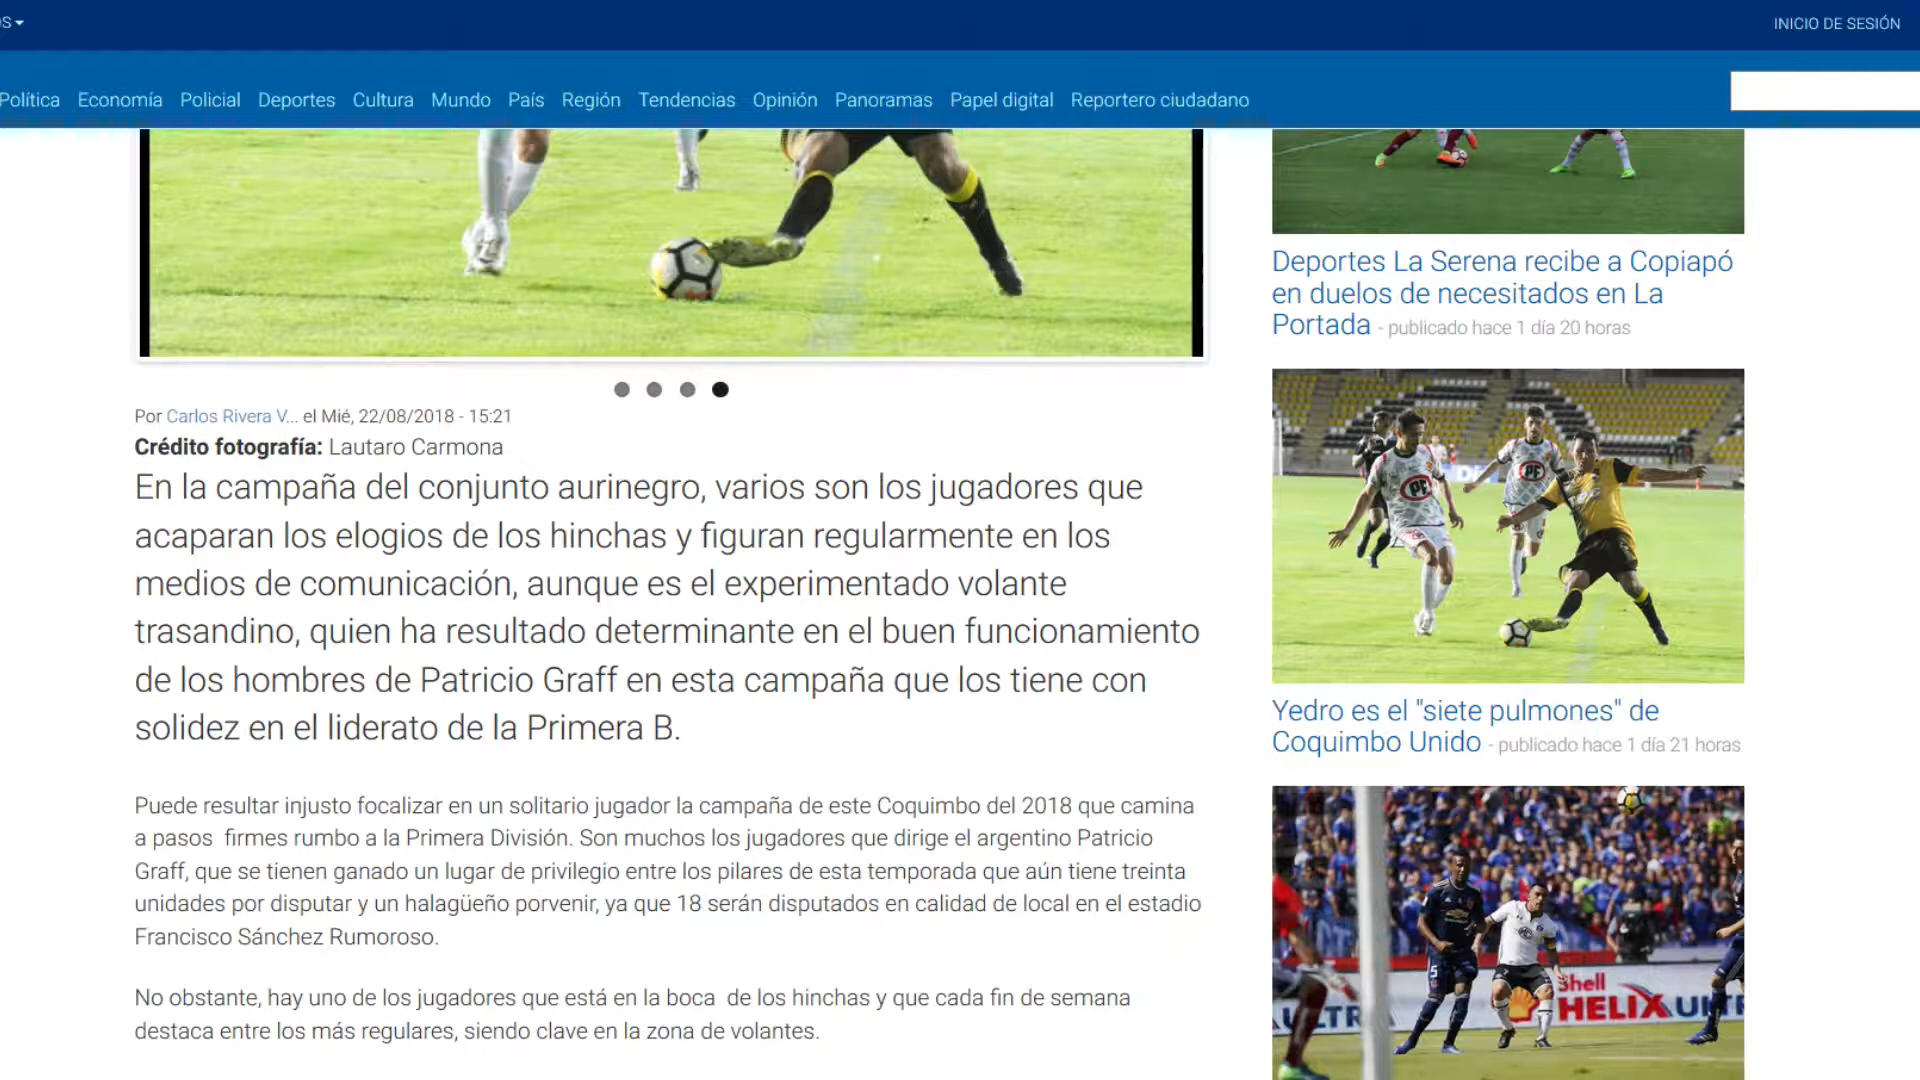 OS
INICIO DE SESIÓN
Política Economía Policial Deportes Cultura Mundo País Región Tendencias Opinión Panoramas Papel digital Reportero ciudadano
Por Carlos Rivera V... el Mié, 22/08/2018 - 15:21
Crédito fotografía: Lautaro Carmona
En la campaña del conjunto aurinegro, varios son los jugadores que
acaparan los elogios de los hinchas y figuran regularmente en los
medios de comunicación, aunque es el experimentado volante
trasandino, quien ha resultado determinante en el buen funcionamiento
de los hombres de Patricio Graff en esta campaña que los tiene con
solidez en el liderato de la Primera B.
Puede resultar injusto focalizar en un solitario jugador la campaña de este Coquimbo del 2018 que camina
a pasos  firmes rumbo a la Primera División. Son muchos los jugadores que dirige el argentino Patricio
Graff, que se tienen ganado un lugar de privilegio entre los pilares de esta temporada que aún tiene treinta
unidades por disputar y un halagüeño porvenir, ya que 18 serán disputados en calidad de local en el estadio
Francisco Sánchez Rumoroso.
No obstante, hay uno de los jugadores que está en la boca  de los hinchas y que cada fin de semana
destaca entre los más regulares, siendo clave en la zona de volantes.
Deportes La Serena recibe a Copiapó
en duelos de necesitados en La
Portada - publicado hace 1 día 20 horas
PF
PF
Yedro es el "siete pulmones" de
Coquimbo Unido - publicado hace 1 día 21 horas
5
Shell
ULTRA HELIX ULT